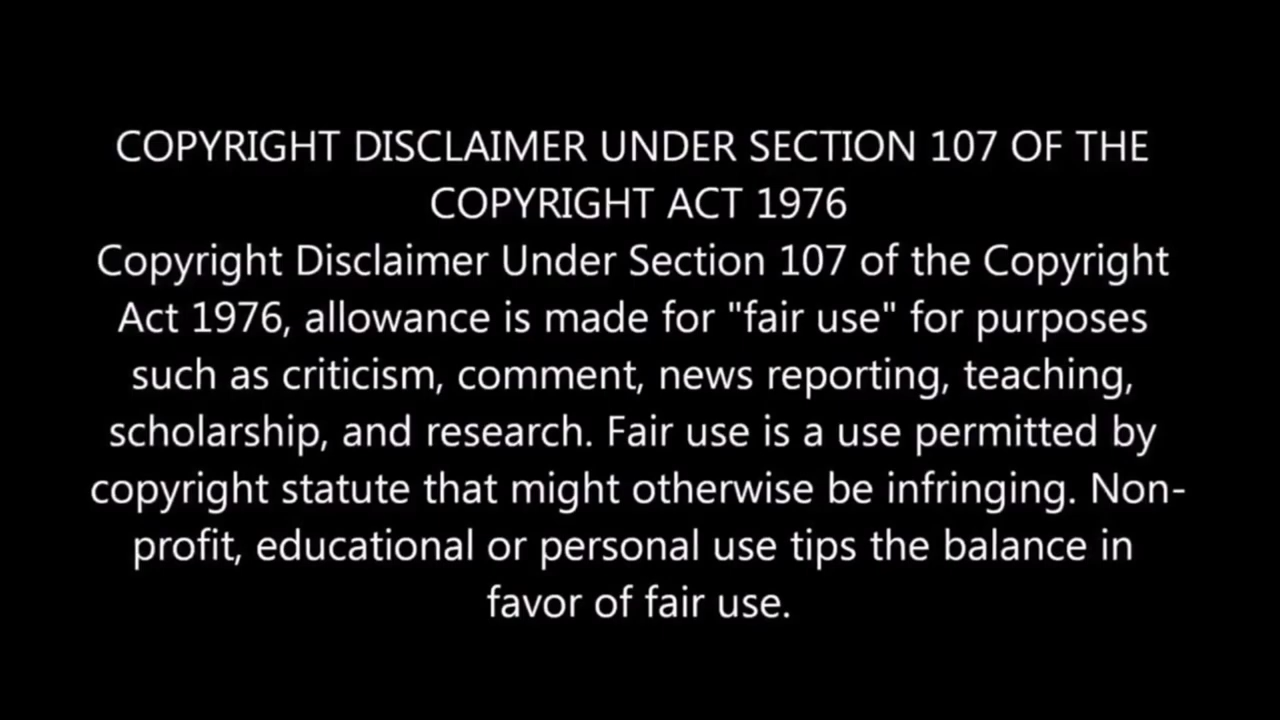 COPYRIGHT DISCLAIMER UNDER SECTION 107 OF THE
COPYRIGHT ACT 1976
Copyright Disclaimer Under Section 107 of the Copyright
Act 1976, allowance is made for "fair use" for purposes
such as criticism, comment, news reporting, teaching,
scholarship, and research. Fair use is a use permitted by
copyright statute that might otherwise be infringing. Non-
profit, educational or personal use tips the balance in
favor of fair use.